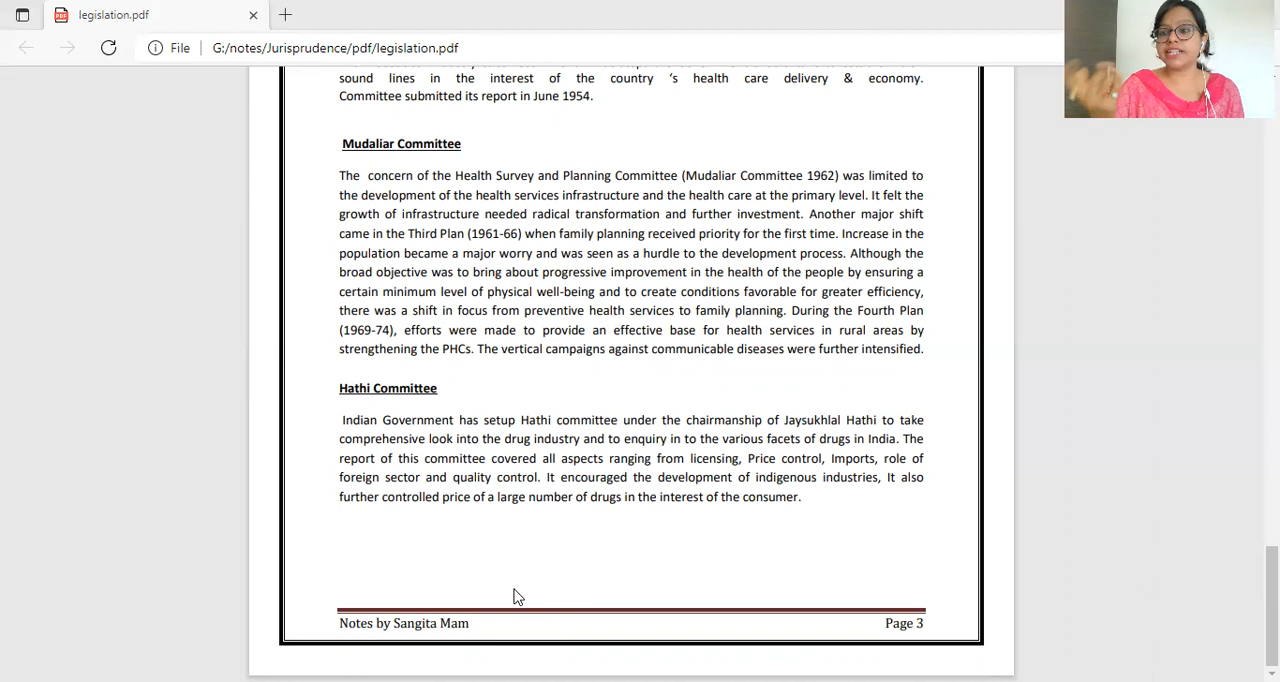 legislation.pdf
File
G:/notes/Jurisprudence/pdf/legislation.pdf
sound lines in the interest of the country 's health care delivery & economy.
Committee submitted its report in June 1954.
Mudaliar Committee
The concern of the Health Survey and Planning Committee (Mudaliar Committee 1962) was limited to
the development of the health services infrastructure and the health care at the primary level. It felt the
growth of infrastructure needed radical transformation and further investment. Another major shift
came in the Third Plan (1961-66) when family planning received priority for the first time. Increase in the
population became a major worry and was seen as a hurdle to the development process. Although the
broad objective was to bring about progressive improvement in the health of the people by ensuring a
certain minimum level of physical well-being and to create conditions favorable for greater efficiency,
there was a shift in focus from preventive health services to family planning. During the Fourth Plan
(1969-74), efforts were made to provide an effective base for health services in rural areas by
strengthening the PHCs. The vertical campaigns against communicable diseases were further intensified.
Hathi Committee
Indian Government has setup Hathi committee under the chairmanship of Jaysukhlal Hathi to take
comprehensive look into the drug industry and to enquiry in to the various facets of drugs in India. The
report of this committee covered all aspects ranging from licensing, Price control, Imports, role of
foreign sector and quality control. It encouraged the development of indigenous industries, It also
further controlled price of a large number of drugs in the interest of the consumer.
Notes by Sangita Mam
Page 3